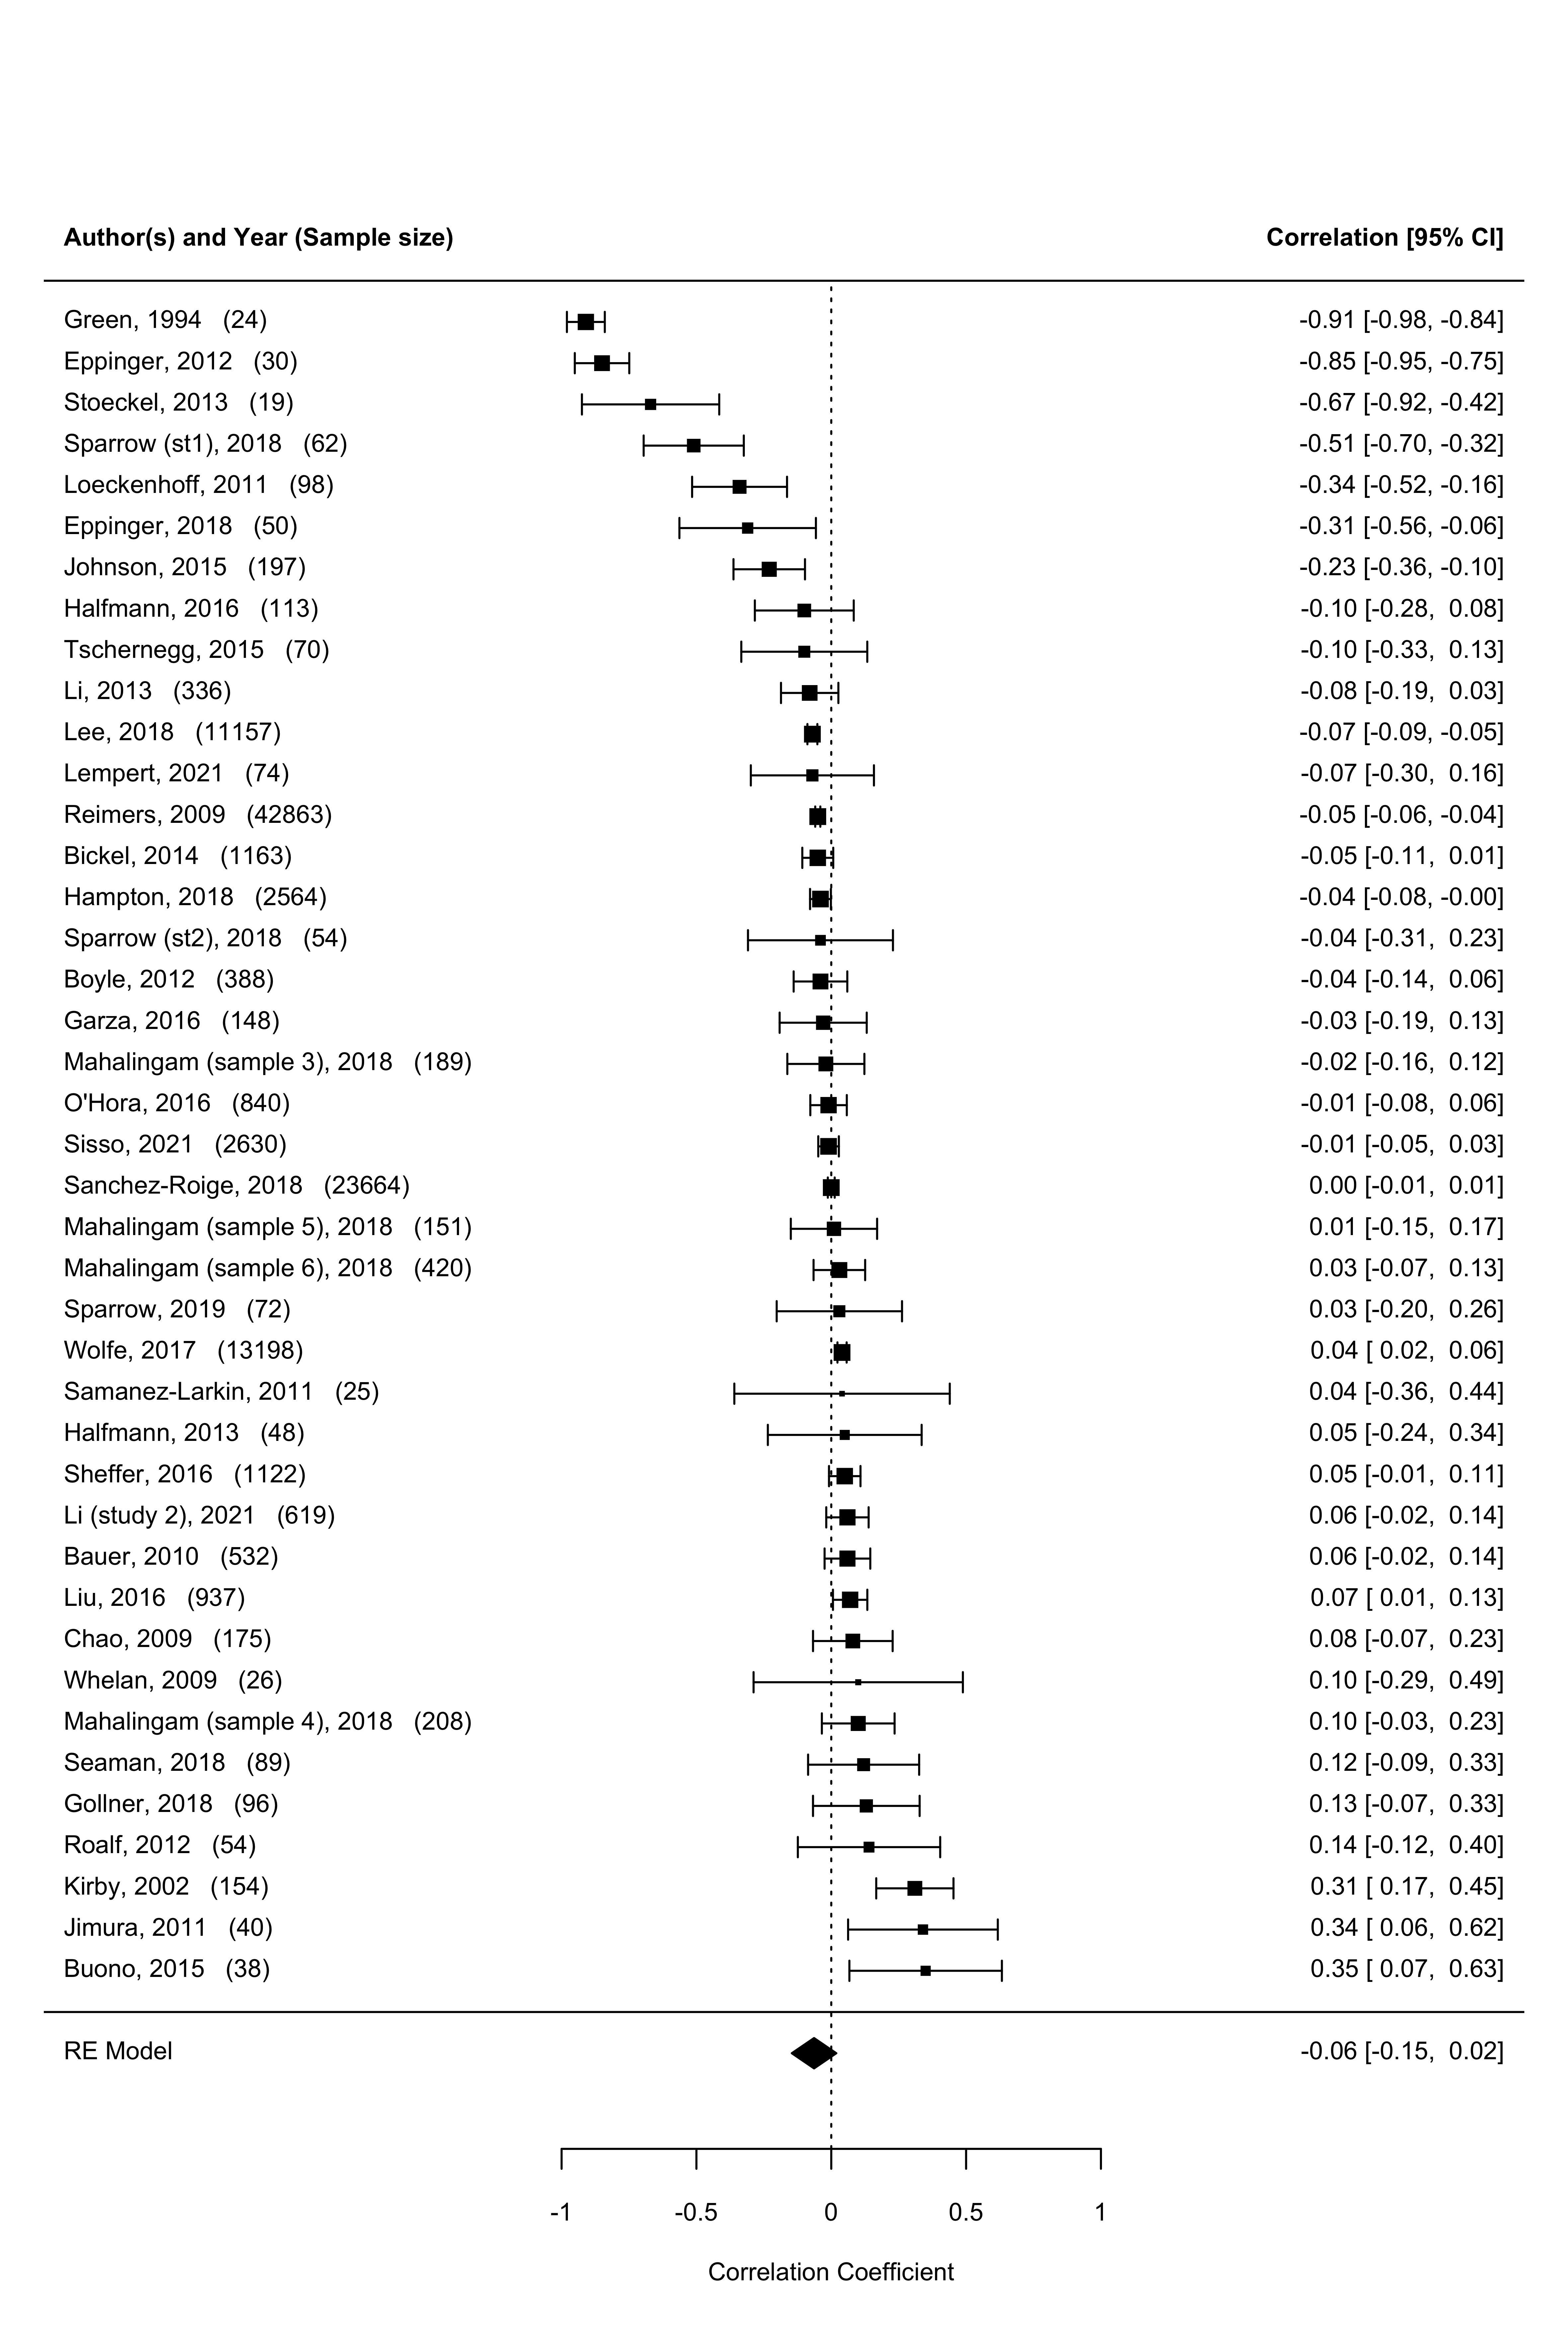 Author(s) and Year (Sample size) Correlation [95% CI]
Green, 1994 (24) -0.91 [-0.98, -0.84]
Eppinger, 2012 (30) -0.85 [-0.95, -0.75]
Stoeckel, 2013 (19) -0.67 [-0.92, -0.42]
Sparrow (st1), 2018 (62) -0.51 [-0.70, -0.32]
Loeckenhoff, 2011 (98) -0.34 [-0.52, -0.16]
Eppinger, 2018 (50) -0.31 [-0.56, -0.06]
Johnson, 2015 (197) -0.23 [-0.36, -0.10]
Halfmann, 2016 (113) -0.10 [-0.28, 0.08]
Tschernegg, 2015 (70) -0.10 [-0.33, 0.13]
Li, 2013 (336) -0.08 [-0.19, 0.03]
Lee, 2018 (11157) -0.07 [-0.09, -0.05]
Lempert, 2021 (74) -0.07 [-0.30, 0.16]
Reimers, 2009 (42863) -0.05 [-0.06, -0.04]
Bickel, 2014 (1163) -0.05 [-0.11, 0.01]
Hampton, 2018 (2564) -0.04 [-0.08, -0.00]
Sparrow (st2), 2018 (54) -0.04 [-0.31, 0.23]
Boyle, 2012 (388) -0.04 [-0.14, 0.06]
Garza, 2016 (148) -0.03 [-0.19, 0.13]
Mahalingam (sample 3), 2018 (189) -0.02 [-0.16, 0.12]
O'Hora, 2016 (840) -0.01 [-0.08, 0.06]
Sisso, 2021 (2630) -0.01 [-0.05, 0.03]
Sanchez-Roige, 2018 (23664) 0.00 [-0.01, 0.01]
Mahalingam (sample 5), 2018 (151) 0.01 [-0.15, 0.17]
Mahalingam (sample 6), 2018 (420) 0.03 [-0.07, 0.13]
Sparrow, 2019 (72) 0.03 [-0.20, 0.26]
Wolfe, 2017 (13198) 0.04 [ 0.02, 0.06]
Samanez-Larkin, 2011 (25) 0.04 [-0.36, 0.44]
Halfmann, 2013 (48) 0.05 [-0.24, 0.34]
Sheffer, 2016 (1122) 0.05 [-0.01, 0.11]
Li (study 2), 2021 (619) 0.06 [-0.02, 0.14]
Bauer, 2010 (532) 0.06 [-0.02, 0.14]
Liu, 2016 (937) 0.07 [ 0.01, 0.13]
Chao, 2009 (175) 0.08 [-0.07, 0.23]
Whelan, 2009 (26) 0.10 [-0.29, 0.49]
Mahalingam (sample 4), 2018 (208) 0.10 [-0.03, 0.23]
Seaman, 2018 (89) 0.12 [-0.09, 0.33]
Gollner, 2018 (96) 0.13 [-0.07, 0.33]
Roalf, 2012 (54) 0.14 [-0.12, 0.40]
Kirby, 2002 (154) 0.31 [ 0.17, 0.45]
Jimura, 2011 (40) 0.34 [ 0.06, 0.62]
Buono, 2015 (38) 0.35 [ 0.07, 0.63]
RE Model -0.06 [-0.15, 0.02]
-1 -0.5 0 0.5 1
Correlation Coefficient